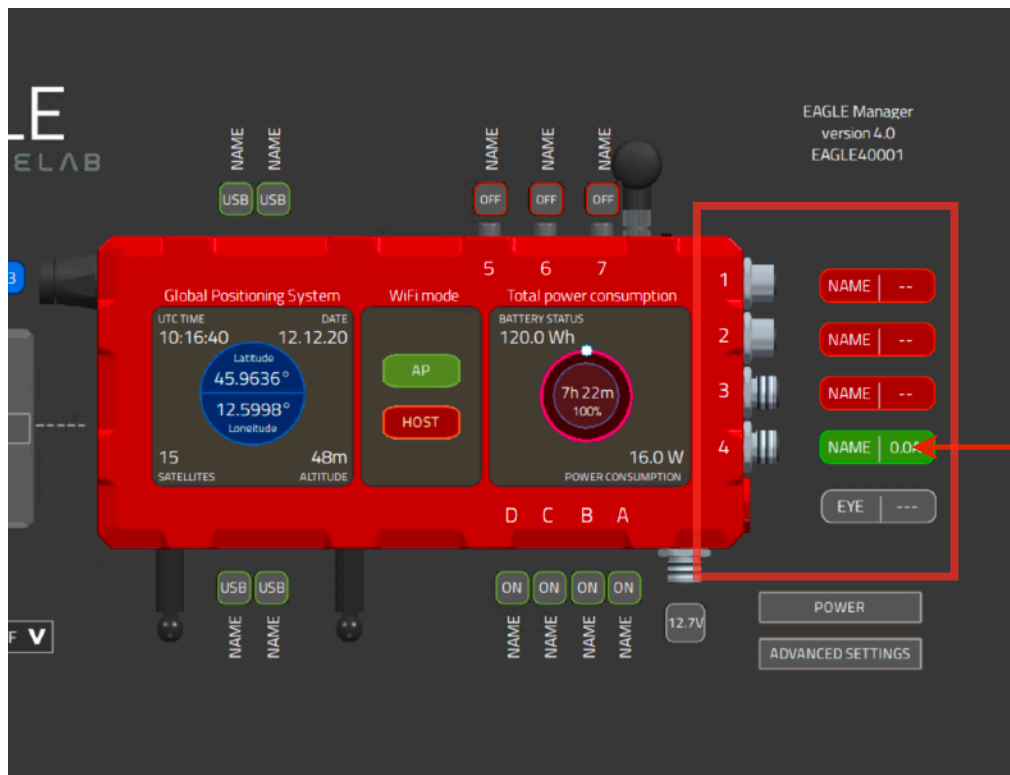 LE
ELAB
EAGLE Manager
version 4.0
EAGLE40001
NAME NAME NAME NAME NAME
USB USB OFF OFF OFF
5 6 7
B
Global Positioning System
UTC TIME DATE
10:16:40 12.12.20
Latitude
45.9636°
12.5998°
Longitude
15 48m
SATELLITES ALTITUDE
WiFi mode
AP
HOST
Total power consumption
BATTERY STATUS
120.0 Wh
7h 22m
100%
16.0 W
POWER CONSUMPTION
D C B A
1 NAME --
2 NAME --
3 NAME --
4 NAME 0.0A
EYE ---
USB USB ON ON ON ON
NAME NAME NAME NAME NAME NAME
12.7V
POWER
ADVANCED SETTINGS
F V